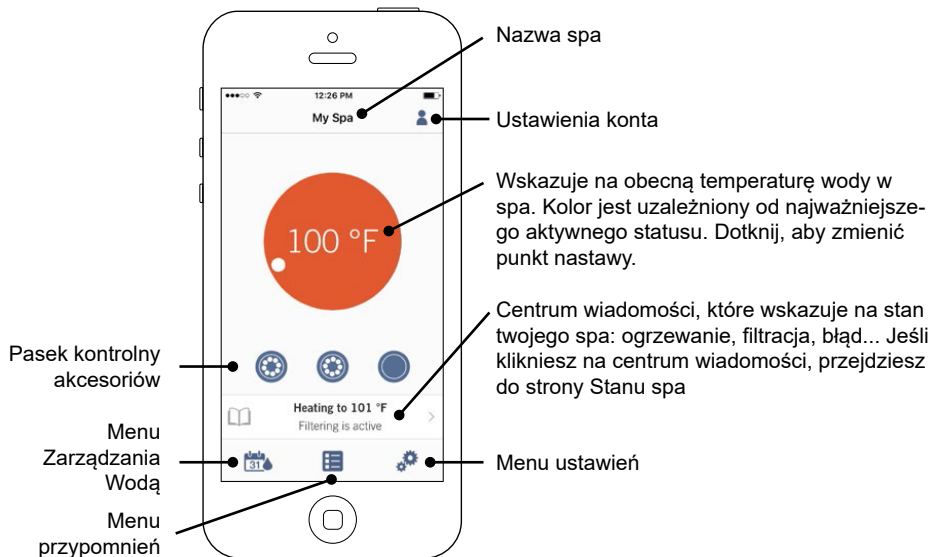 Nazwa spa
12:26 PM
My Spa
Ustawienia konta
Wskazuje na obecną temperaturę wody w
spa. Kolor jest uzależniony od najważniejsze-
go aktywnego statusu. Dotknij, aby zmienić
punkt nastawy.
100 °F
Centrum wiadomości, które wskazuje na stan
twojego spa: ogrzewanie, filtracja, błąd... Jeśli
klikniesz na centrum wiadomości, przejdziesz
do strony Stanu spa
Pasek kontrolny
akcesoriów
Heating to 101 °F
Filtering is active
Menu
Zarządzania
Wodą
31
Menu ustawień
Menu
przypomnień